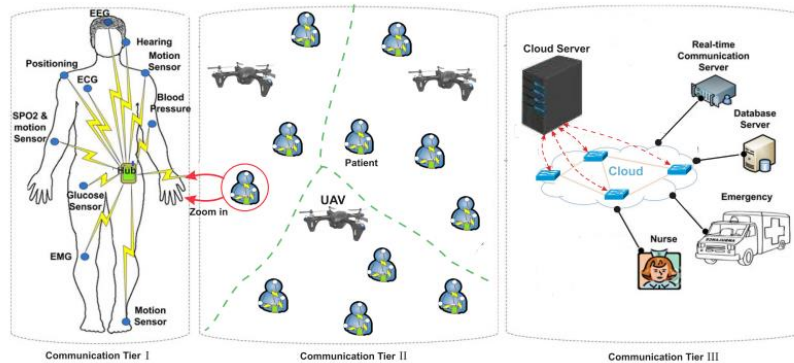 EEG
Hearing
Positioning
Motion
Sensor
ECG
Blood
Pressure
SPO2 &
motion
Sensor
Hub
Glucose
Sensor
Zoom in
EMG
Motion
Sensor
Communication Tier I
Patient
UAV
Communication Tier II
Cloud Server
Real-time
Communication
Server
Database
Server
Cloud
Emergency
Nurse
Communication Tier III